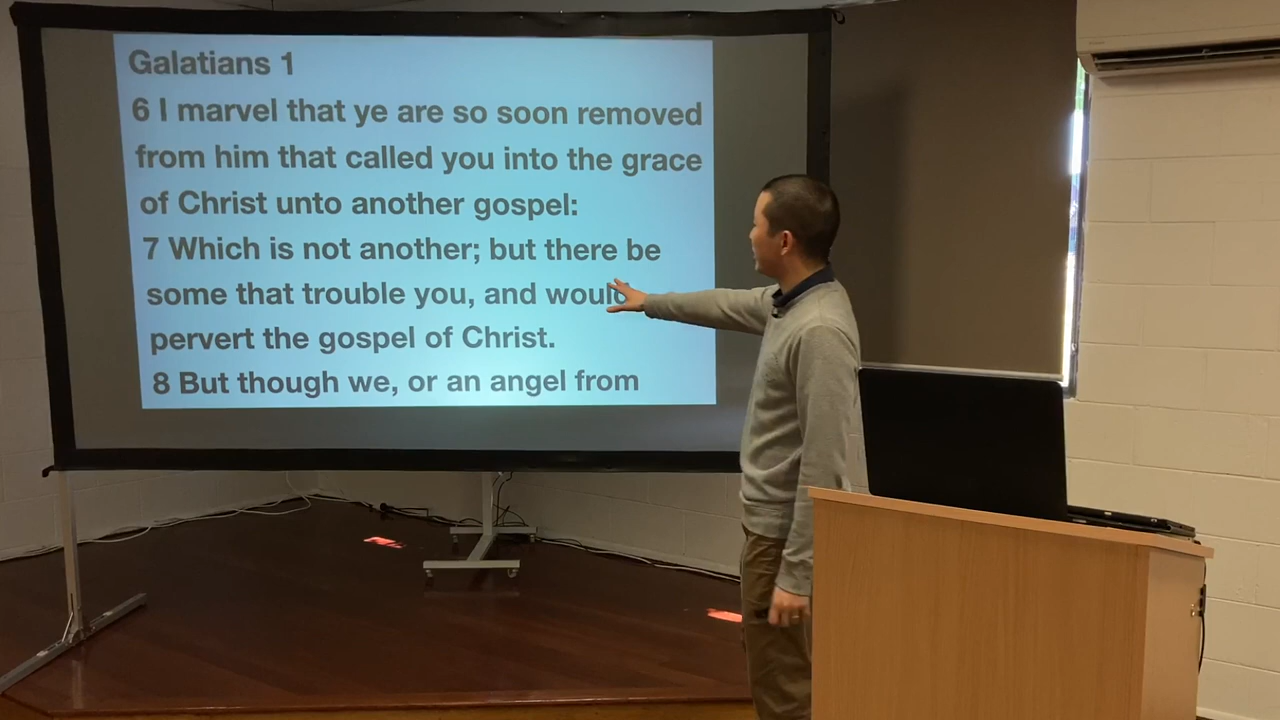 Galatians 1
6 I marvel that ye are so soon removed
from him that called you into the grace
of Christ unto another gospel:
7 Which is not another; but there be
some that trouble you, and would
pervert the gospel of Christ.
8 But though we, or an angel from